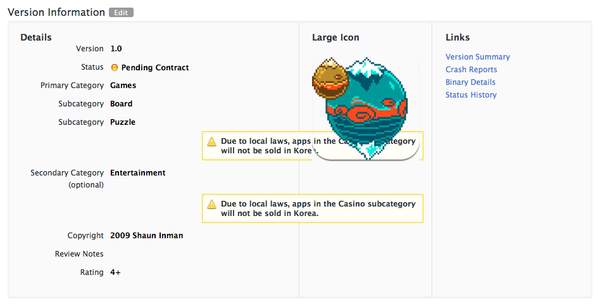 Version Information Edit
Details
Version 1.0
Status Pending Contract
Primary Category Games
Subcategory Board
Subcategory Puzzle
Due to local laws, apps in the
will not be sold in
Secondary Category Entertainment
(optional)
Due to local laws, apps in the Casino subcategory
will not be sold in Korea.
Copyright 2009 Shaun Inman
Review Notes
Rating 4+
Large Icon
Links
Version Summary
Crash Reports
Binary Details
Status History